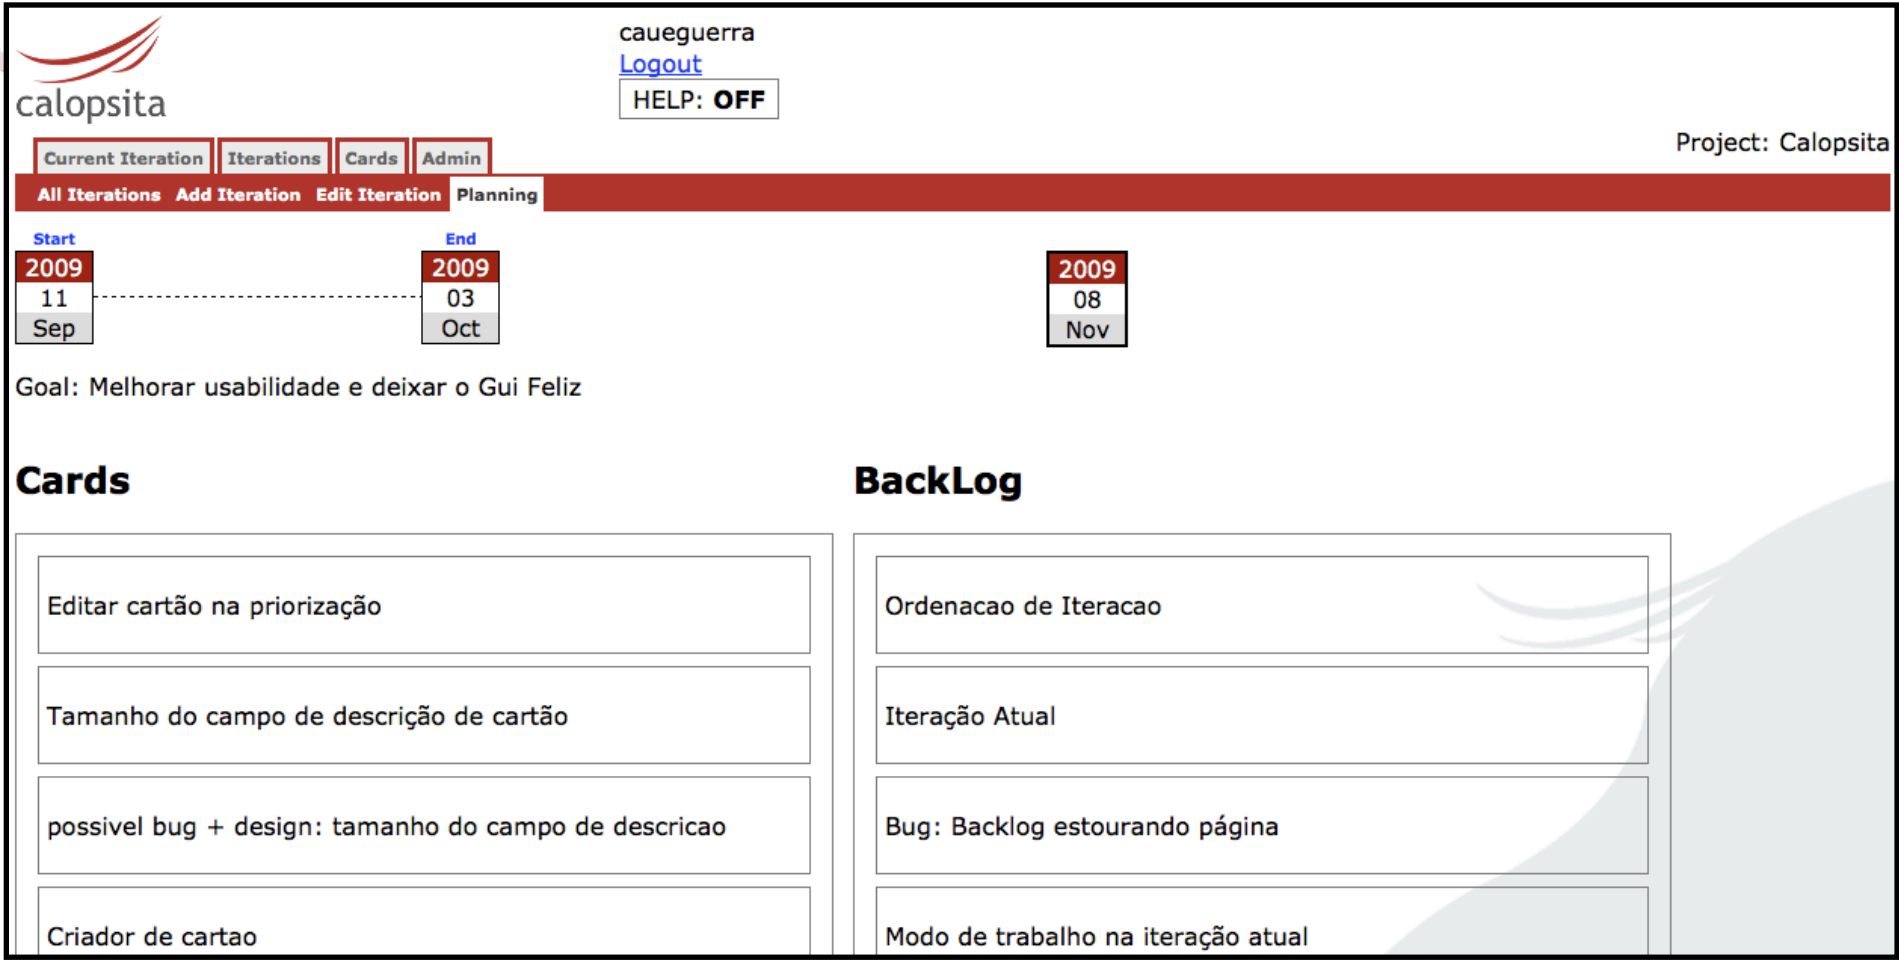 calopsita
caueguerra
Logout
HELP: OFF
Project: Calopsita
Current Iteration Iterations Cards Admin
All Iterations Add Iteration Edit Iteration Planning
Start
2009
11
Sep
End
2009
03
Oct
2009
08
Nov
Goal: Melhorar usabilidade e deixar o Gui Feliz
Cards
Editar cartão na priorização
Tamanho do campo de descrição de cartão
possivel bug + design: tamanho do campo de descricao
Criador de cartao
BackLog
Ordenacao de Iteracao
Iteração Atual
Bug: Backlog estourando página
Modo de trabalho na iteração atual